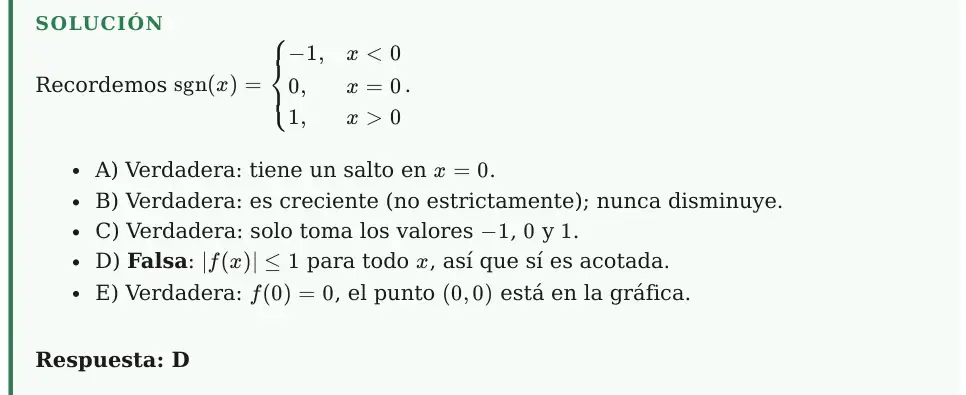 SOLUCIÓN
Recordemos sgn(x) = { −1, x < 0
0, x = 0 .
1, x > 0
• A) Verdadera: tiene un salto en x = 0.
• B) Verdadera: es creciente (no estrictamente); nunca disminuye.
• C) Verdadera: solo toma los valores −1, 0 y 1.
• D) Falsa: |f(x)| ≤ 1 para todo x, así que sí es acotada.
• E) Verdadera: f(0) = 0, el punto (0, 0) está en la gráfica.
Respuesta: D